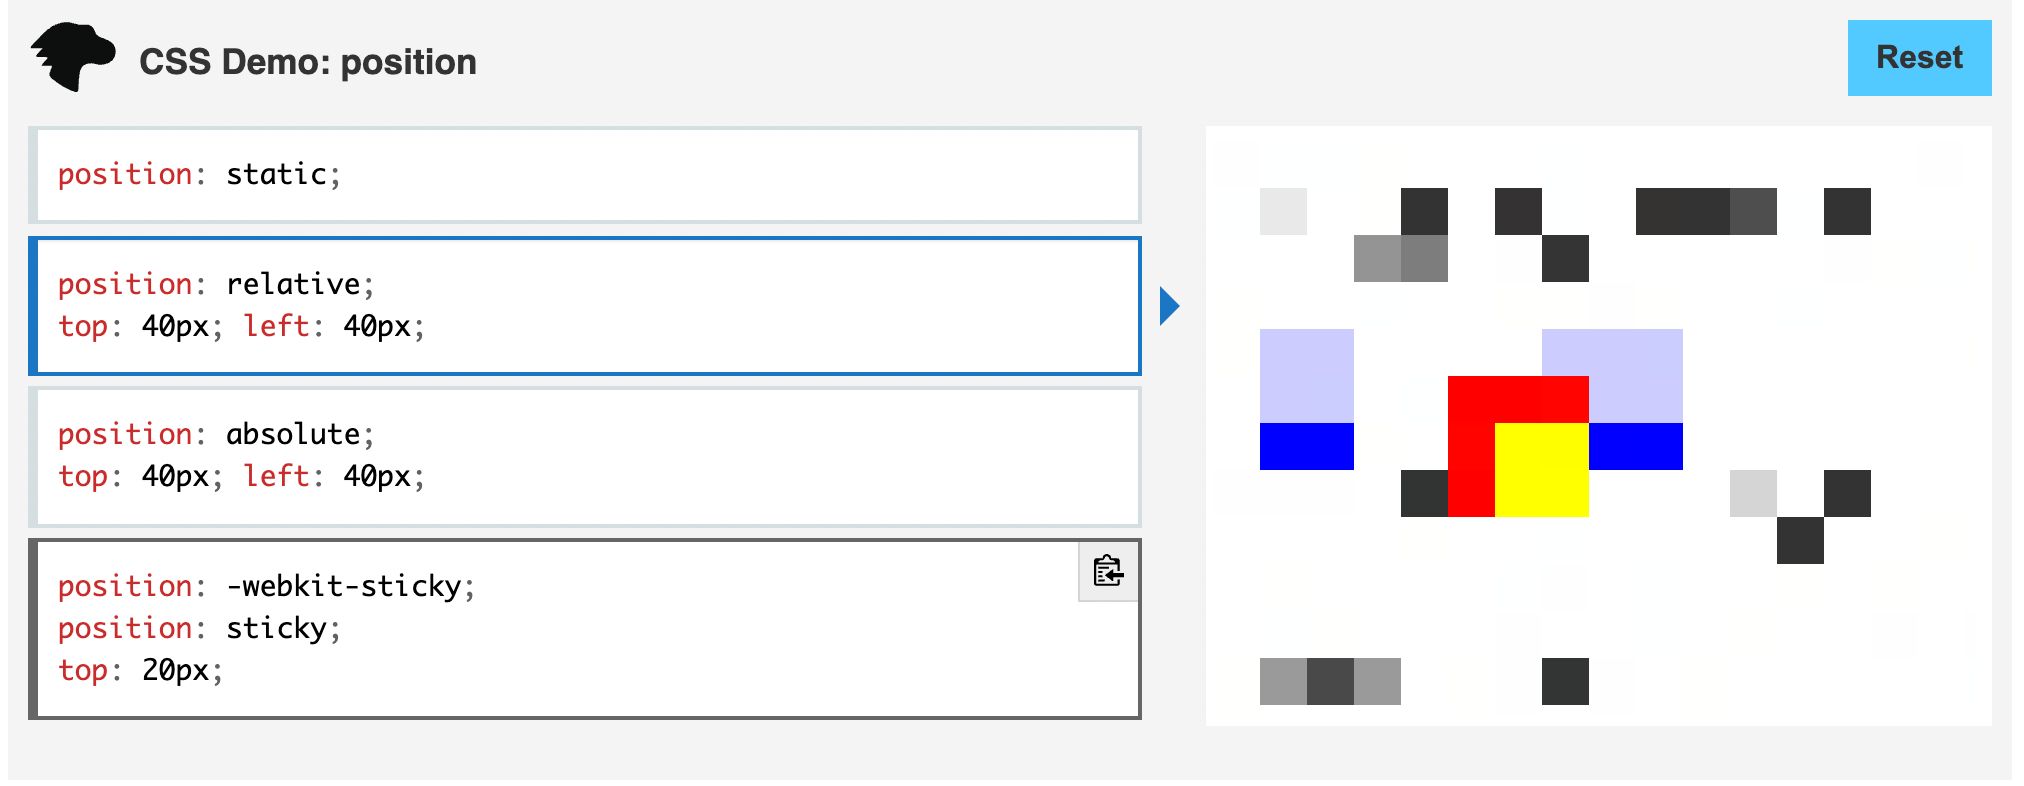 CSS Demo: position
Reset
position: static;
position: relative;
top: 40px; left: 40px;
position: absolute;
top: 40px; left: 40px;
position: -webkit-sticky;
position: sticky;
top: 20px;